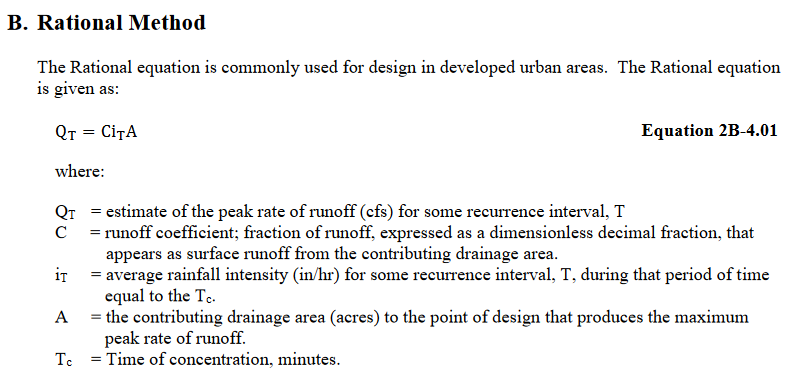 B. Rational Method
The Rational equation is commonly used for design in developed urban areas. The Rational equation
is given as:
Q_T = Ci_TA Equation 2B-4.01
where:
Q_T = estimate of the peak rate of runoff (cfs) for some recurrence interval, T
C = runoff coefficient; fraction of runoff, expressed as a dimensionless decimal fraction, that
appears as surface runoff from the contributing drainage area.
i_T = average rainfall intensity (in/hr) for some recurrence interval, T, during that period of time
equal to the T_c.
A = the contributing drainage area (acres) to the point of design that produces the maximum
peak rate of runoff.
T_c = Time of concentration, minutes.